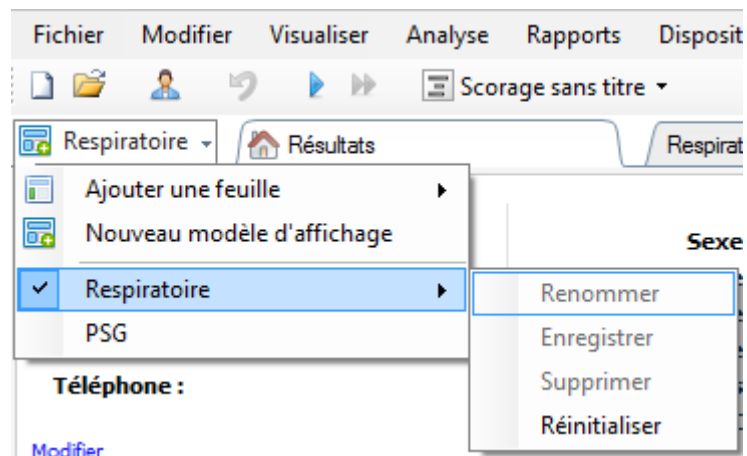 Fichier Modifier Visualiser Analyse Rapports Disposit
Scorage sans titre
Respiratoire Résultats Respirat
Ajouter une feuille
Nouveau modèle d'affichage
Sexe
Respiratoire
Renommer
PSG
Enregistrer
Supprimer
Téléphone :
Réinitialiser
Modifier